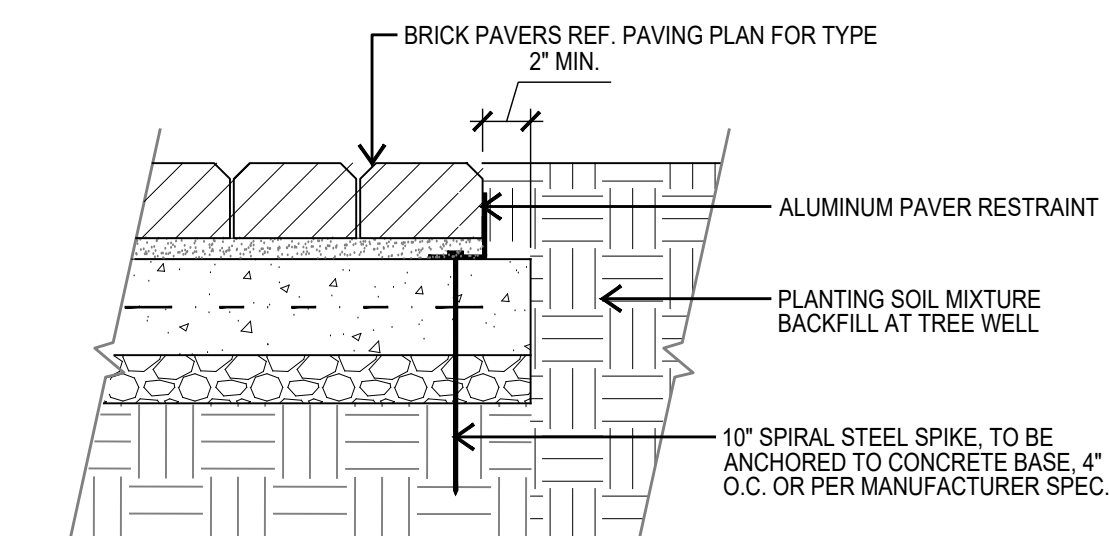 BRICK PAVERS REF. PAVING PLAN FOR TYPE
2" MIN.
ALUMINUM PAVER RESTRAINT
PLANTING SOIL MIXTURE
BACKFILL AT TREE WELL
10" SPIRAL STEEL SPIKE, TO BE
ANCHORED TO CONCRETE BASE, 4"
O.C. OR PER MANUFACTURER SPEC.